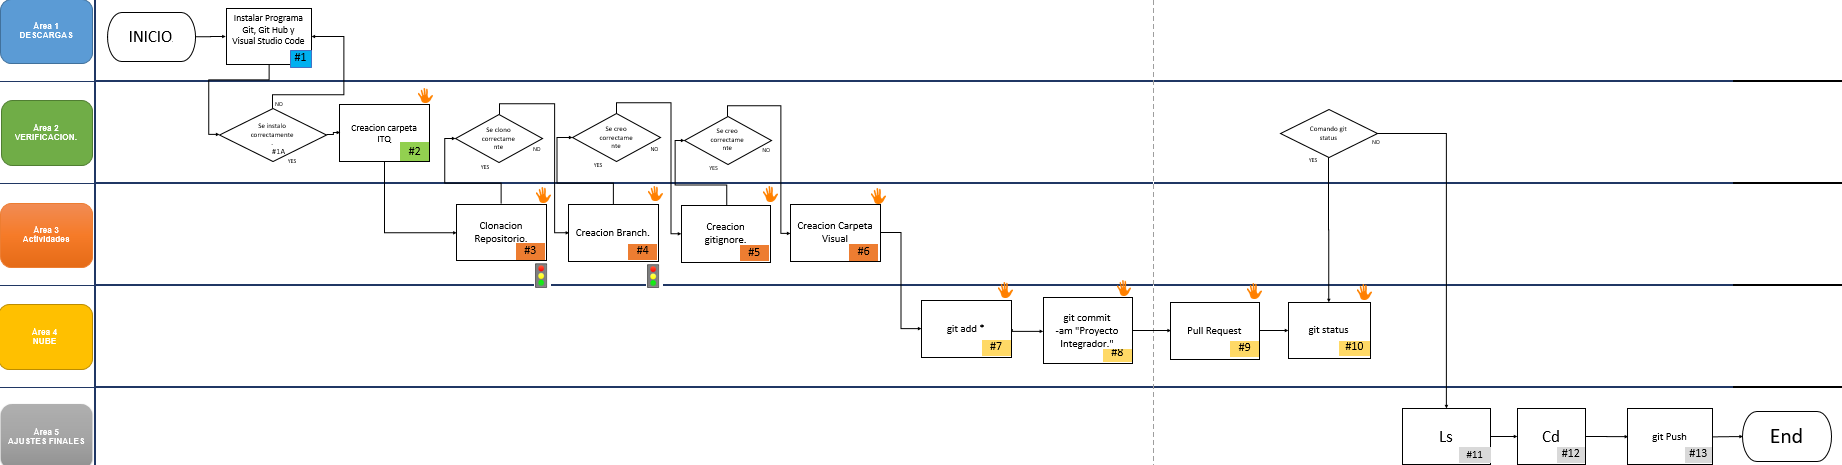 Área 1
DESCARGAS
INICIO
Instalar Programa
Git, Git Hub y
Visual Studio Code
#1
Área 2
VERIFICACION.
NO
Se instalo
correctamente
.
#1A
YES
Creacion carpeta
ITQ
#2
Se clono
correctame
nte
NO
YES
Se creo
correctame
nte
NO
YES
Se creo
correctame
nte
NO
YES
Comando git
status
NO
YES
Área 3
Actividades
Clonacion
Repositorio.
#3
Creacion Branch.
#4
Creacion
gitignore.
#5
Creacion Carpeta
Visual
#6
Área 4
NUBE
git add *
#7
git commit
-am "Proyecto
Integrador."
#8
Pull Request
#9
git status
#10
Área 5
AJUSTES FINALES
Ls
#11
Cd
#12
git Push
#13
End